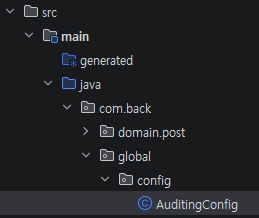 src
main
generated
java
com.back
domain.post
global
config
AuditingConfig